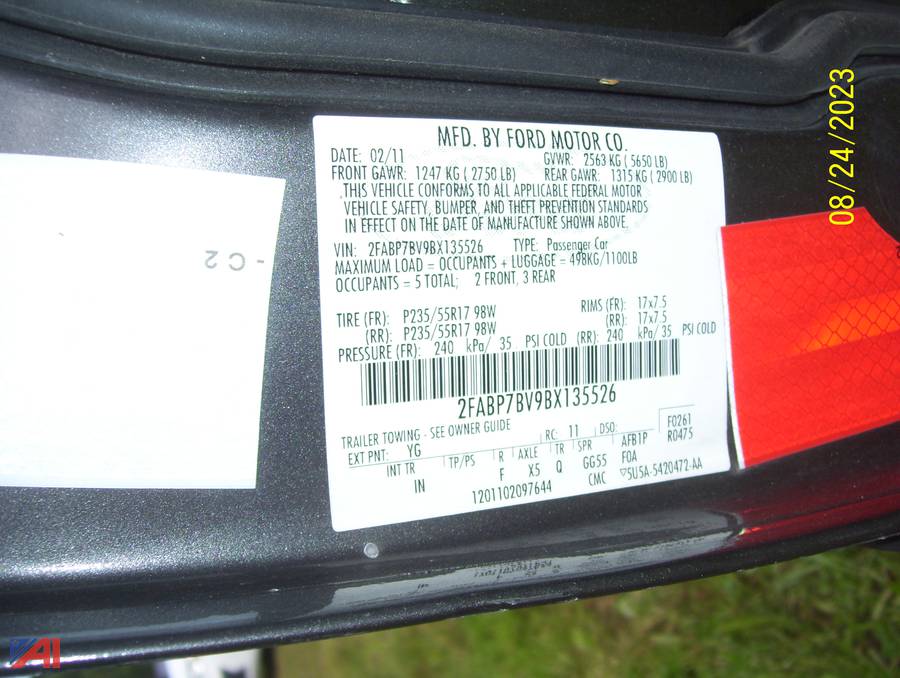 MFD. BY FORD MOTOR CO.
DATE: 02/11 GVWR: 2563 KG ( 5650 LB)
FRONT GAWR: 1247 KG ( 2750 LB) REAR GAWR: 1315 KG ( 2900 LB)
THIS VEHICLE CONFORMS TO ALL APPLICABLE FEDERAL MOTOR
VEHICLE SAFETY, BUMPER, AND THEFT PREVENTION STANDARDS
IN EFFECT ON THE DATE OF MANUFACTURE SHOWN ABOVE.
VIN: 2FABP7BV9BX135526 TYPE: Passenger Car
MAXIMUM LOAD = OCCUPANTS + LUGGAGE = 498KG/1100LB
OCCUPANTS = 5 TOTAL; 2 FRONT, 3 REAR
TIRE (FR): P235/55R17 98W RIMS (FR): 17x7.5
(RR): P235/55R17 98W (RR): 17x7.5
PRESSURE (FR): 240 kPa/ 35 PSI COLD (RR): 240 kPa/ 35 PSI COLD
2FABP7BV9BX135526
TRAILER TOWING - SEE OWNER GUIDE
EXT PNT: YG RC: 11 DSO: F0261
INT TR TP/PS R AXLE TR SPR AFB1P R0475
IN F X5 Q GG55 F0A
1201102097644 CMC 5U5A-5420472-AA
-C2
08/24/2023
AI